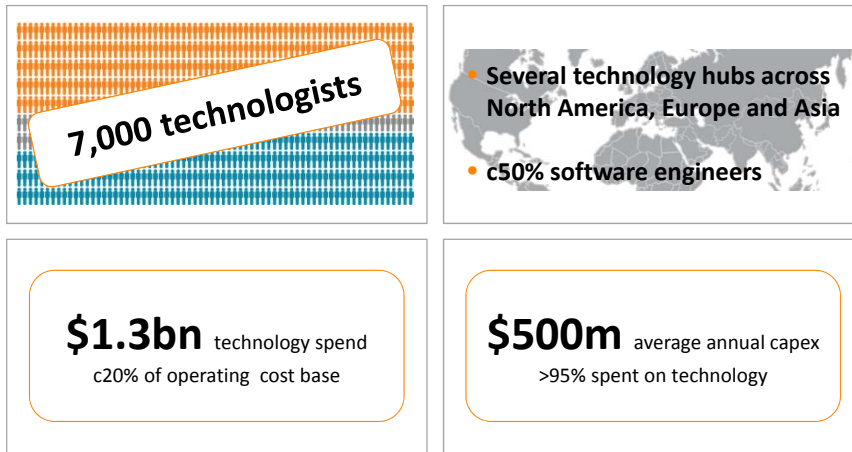 7,000 technologists
• Several technology hubs across
North America, Europe and Asia
• c50% software engineers
$1.3bn technology spend
c20% of operating cost base
$500m average annual capex
>95% spent on technology